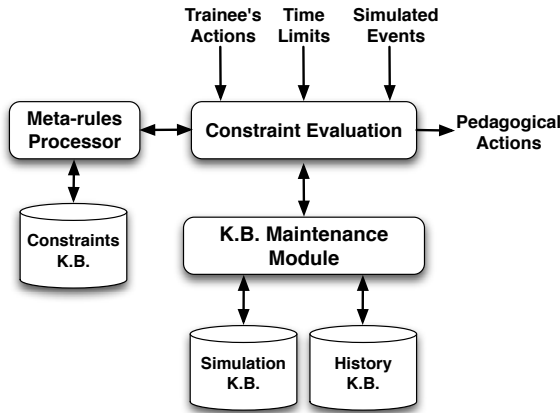 Trainee's
Actions
Time
Limits
Simulated
Events
Meta-rules
Processor
Constraint Evaluation
Pedagogical
Actions
Constraints
K.B.
K.B. Maintenance
Module
Simulation
K.B.
History
K.B.